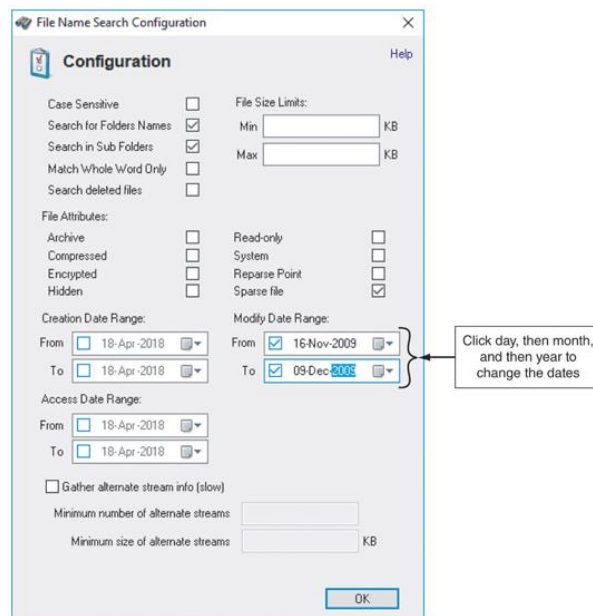 File Name Search Configuration
Help
Configuration
Case Sensitive
Search for Folders Names
Search in Sub Folders
Match Whole Word Only
Search deleted files
File Size Limits:
Min KB
Max KB
File Attributes:
Archive
Compressed
Encrypted
Hidden
Read-only
System
Reparse Point
Sparse file
Creation Date Range:
From 18-Apr-2018
To 18-Apr-2018
Modify Date Range:
From 16-Nov-2009
To 09-Dec-2009
Click day, then month,
and then year to
change the dates
Access Date Range:
From 18-Apr-2018
To 18-Apr-2018
Gather alternate stream info (slow)
Minimum number of alternate streams
Minimum size of alternate streams KB
OK